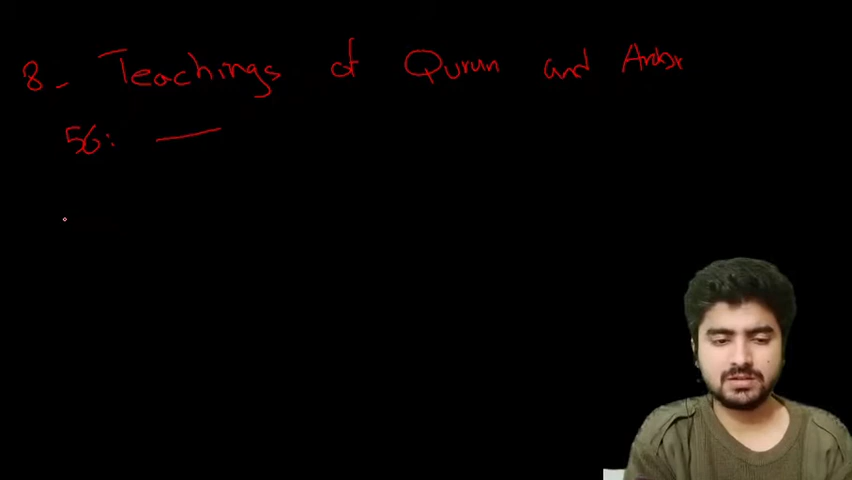 8- Teachings of Quran and
56: —